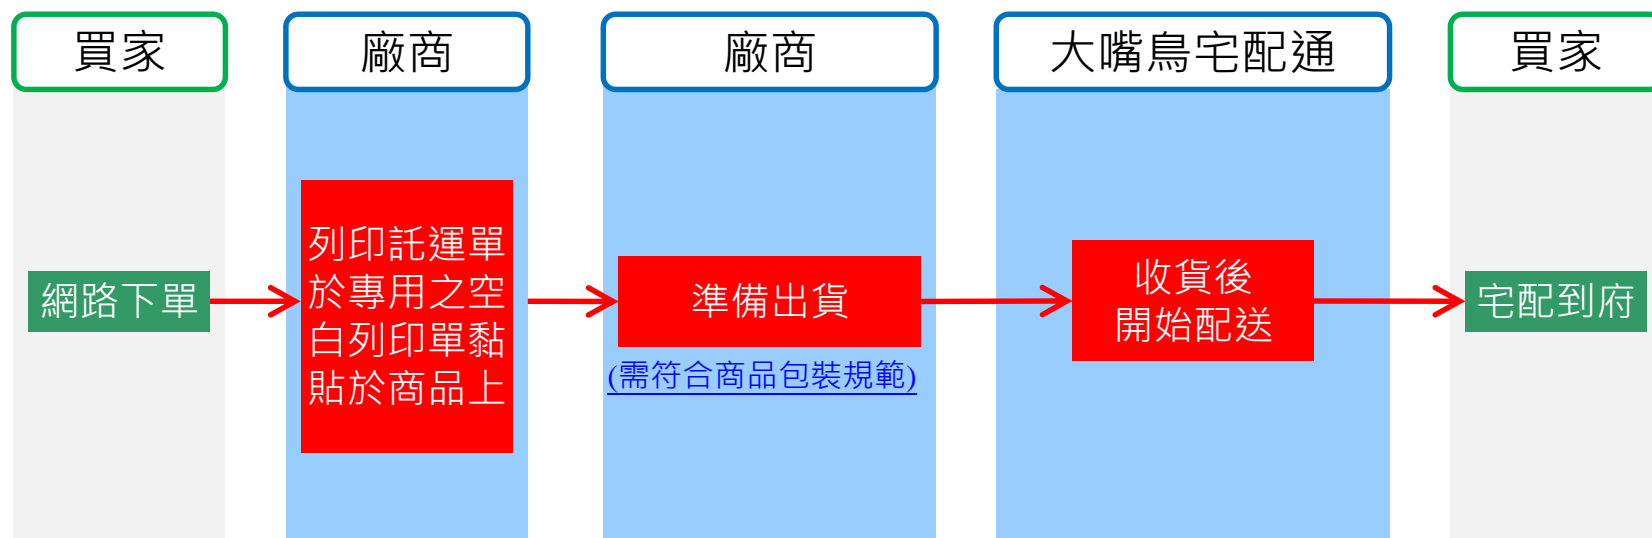 買家
廠商
廠商
大嘴鳥宅配通
買家
網路下單
列印託運單
於專用之空
白列印單黏
貼於商品上
準備出貨
(需符合商品包裝規範)
收貨後
開始配送
宅配到府